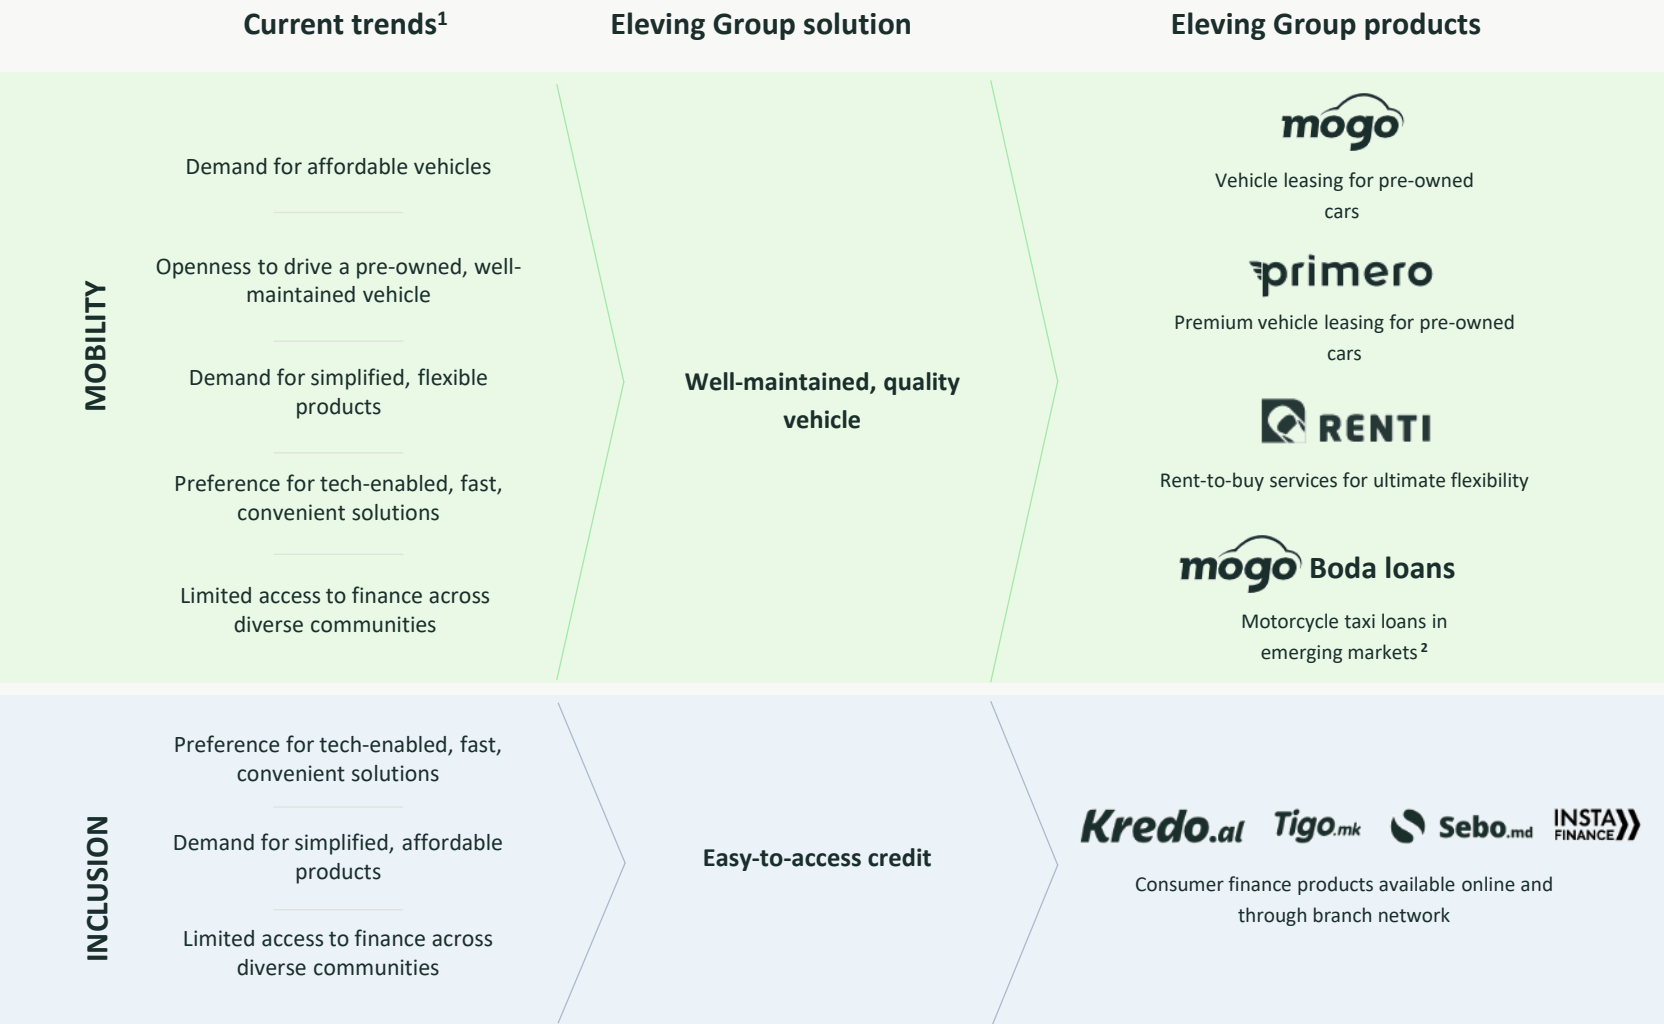 Current trends¹
Eleving Group solution
Eleving Group products
MOBILITY
Demand for affordable vehicles
Openness to drive a pre-owned, well-
maintained vehicle
Demand for simplified, flexible
products
Preference for tech-enabled, fast,
convenient solutions
Limited access to finance across
diverse communities
Well-maintained, quality
vehicle
mogo
Vehicle leasing for pre-owned
cars
primero
Premium vehicle leasing for pre-owned
cars
RENTI
Rent-to-buy services for ultimate flexibility
mogo Boda loans
Motorcycle taxi loans in
emerging markets ²
INCLUSION
Preference for tech-enabled, fast,
convenient solutions
Demand for simplified, affordable
products
Limited access to finance across
diverse communities
Easy-to-access credit
Kredo.al
Tigo.mk
Sebo.md
INSTA
FINANCE
Consumer finance products available online and
through branch network